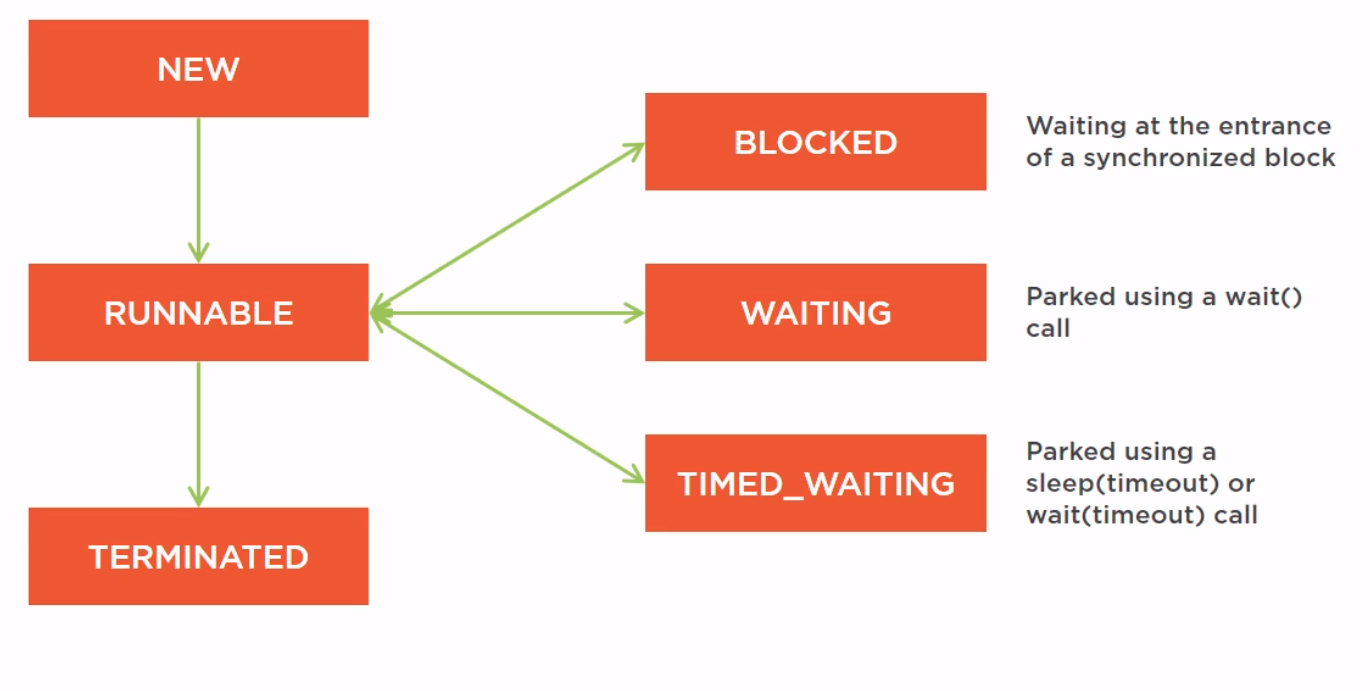 NEW
BLOCKED
Waiting at the entrance
of a synchronized block
RUNNABLE
WAITING
Parked using a wait()
call
TIMED_WAITING
Parked using a
sleep(timeout) or
wait(timeout) call
TERMINATED